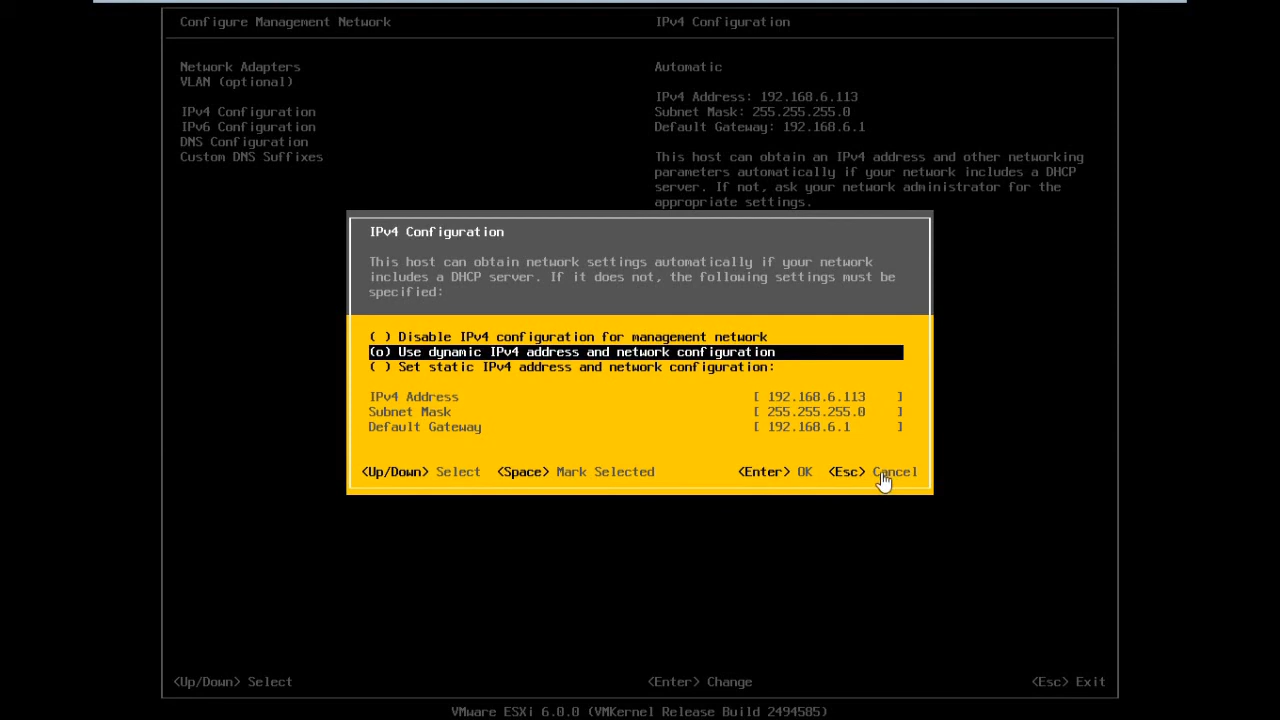 Configure Management Network
IPv4 Configuration
Network Adapters
VLAN (optional)
IPv4 Configuration
IPv6 Configuration
DNS Configuration
Custom DNS Suffixes
Automatic
IPv4 Address: 192.168.6.113
Subnet Mask: 255.255.255.0
Default Gateway: 192.168.6.1
This host can obtain an IPv4 address and other networking
parameters automatically if your network includes a DHCP
server. If not, ask your network administrator for the
appropriate settings.
IPv4 Configuration
This host can obtain network settings automatically if your network
includes a DHCP server. If it does not, the following settings must be
specified:
( ) Disable IPv4 configuration for management network
(o) Use dynamic IPv4 address and network configuration
( ) Set static IPv4 address and network configuration:
IPv4 Address [ 192.168.6.113 ]
Subnet Mask [ 255.255.255.0 ]
Default Gateway [ 192.168.6.1 ]
<Up/Down> Select <Space> Mark Selected <Enter> OK <Esc> Cancel
<Up/Down> Select <Enter> Change <Esc> Exit
VMware ESXi 6.0.0 (VMKernel Release Build 2494585)